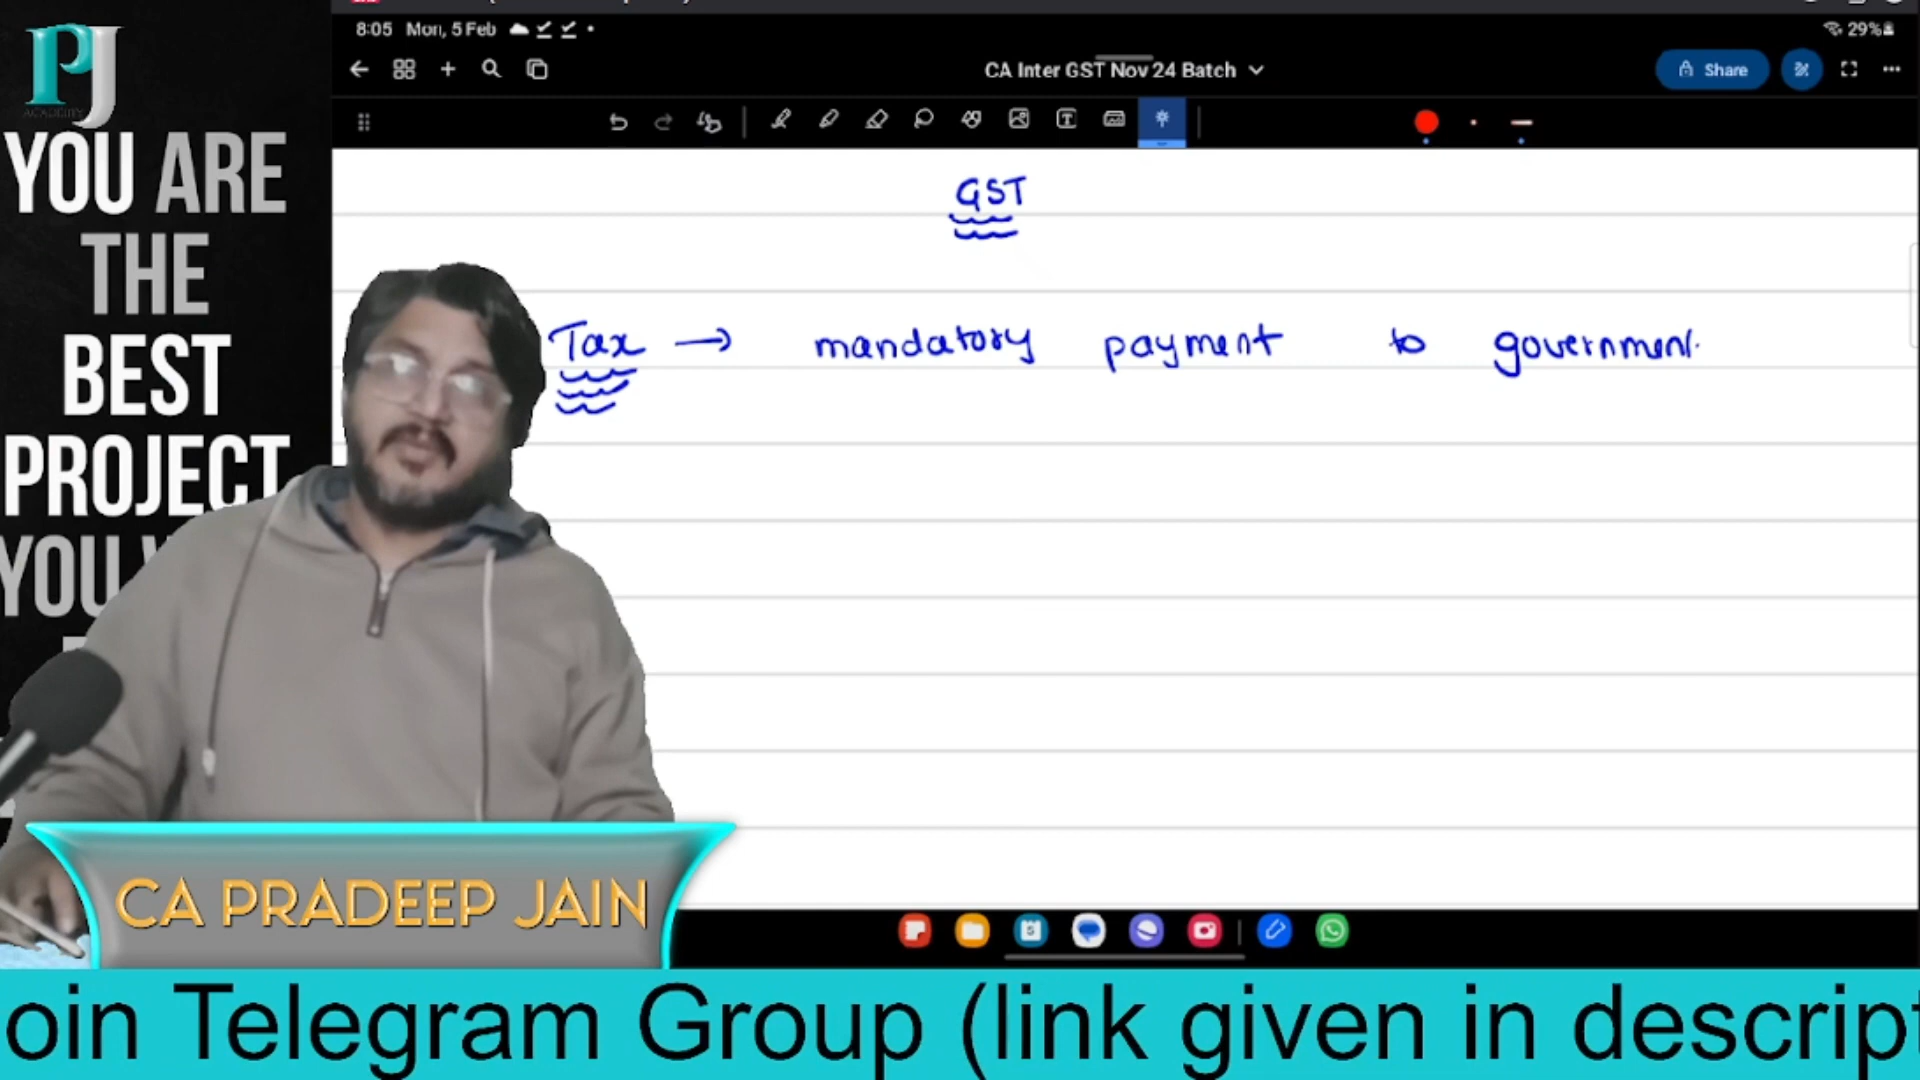 PJ
ACADEMY
YOU ARE
THE
BEST
PROJECT
YOU
8:05 Mon, 5 Feb
29%
CA Inter GST Nov 24 Batch
Share
GST
Tax → mandatory payment to government.
CA PRADEEP JAIN
oin Telegram Group (link given in descript